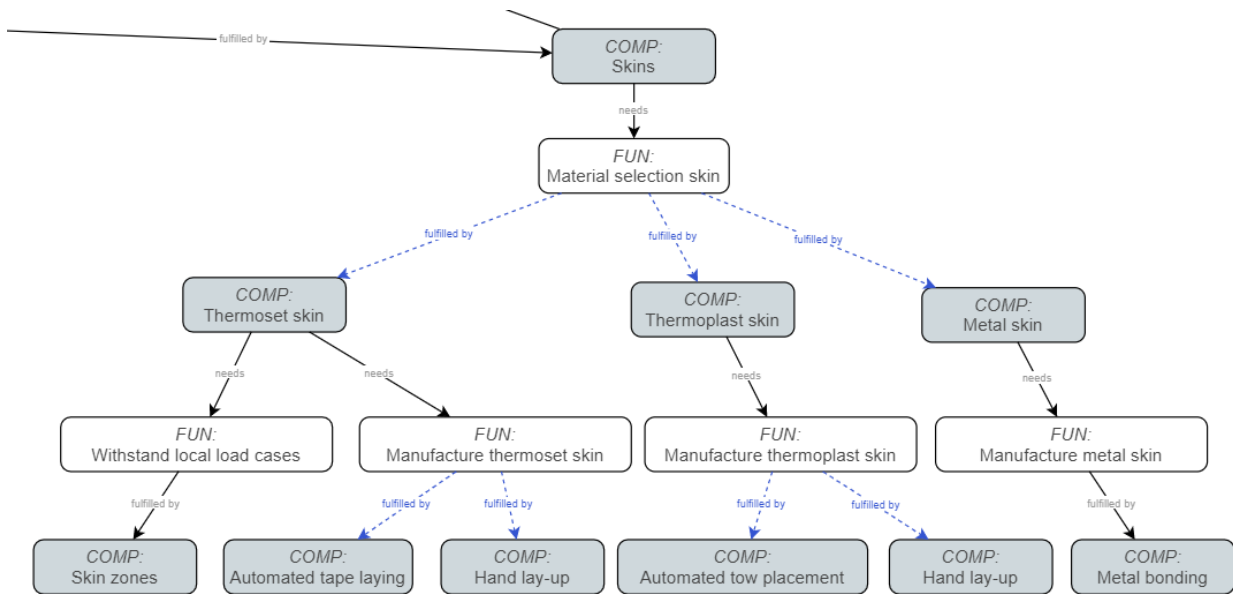 fulfilled by
COMP:
Skins
needs
FUN:
Material selection skin
fulfilled by
fulfilled by
fulfilled by
COMP:
Thermoset skin
COMP:
Thermoplast skin
COMP:
Metal skin
needs
needs
needs
needs
FUN:
Withstand local load cases
FUN:
Manufacture thermoset skin
FUN:
Manufacture thermoplast skin
FUN:
Manufacture metal skin
fulfilled by
fulfilled by
fulfilled by
fulfilled by
fulfilled by
fulfilled by
COMP:
Skin zones
COMP:
Automated tape laying
COMP:
Hand lay-up
COMP:
Automated tow placement
COMP:
Hand lay-up
COMP:
Metal bonding